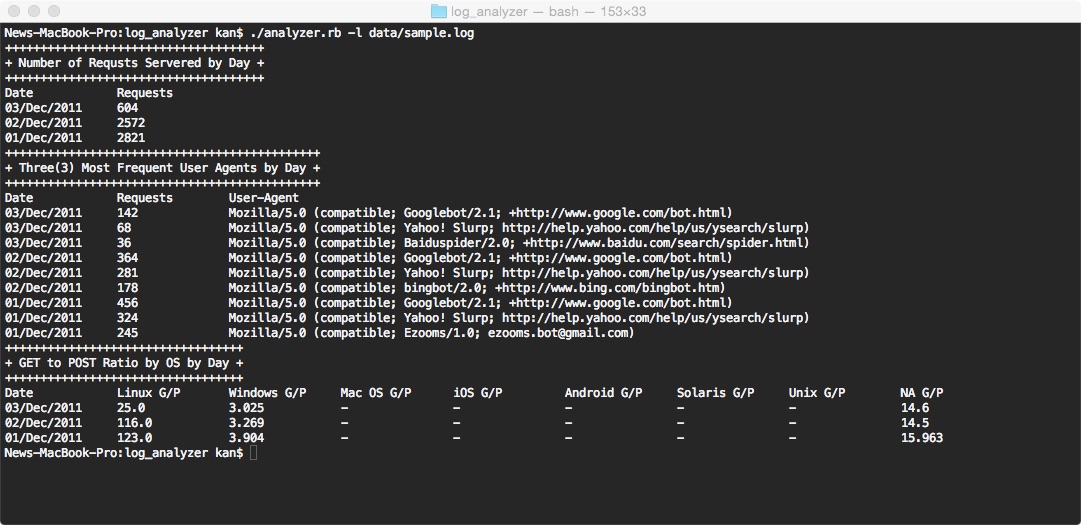 log_analyzer — bash — 153×33
News-MacBook-Pro:log_analyzer kan$ ./analyzer.rb -l data/sample.log
+++++++++++++++++++++++++++++++++++++
+ Number of Requsts Servered by Day +
+++++++++++++++++++++++++++++++++++++
Date            Requests
03/Dec/2011     604
02/Dec/2011     2572
01/Dec/2011     2821
+++++++++++++++++++++++++++++++++++++++++++++
+ Three(3) Most Frequent User Agents by Day +
+++++++++++++++++++++++++++++++++++++++++++++
Date            Requests        User-Agent
03/Dec/2011     142             Mozilla/5.0 (compatible; Googlebot/2.1; +http://www.google.com/bot.html)
03/Dec/2011     68              Mozilla/5.0 (compatible; Yahoo! Slurp; http://help.yahoo.com/help/us/ysearch/slurp)
03/Dec/2011     36              Mozilla/5.0 (compatible; Baiduspider/2.0; +http://www.baidu.com/search/spider.html)
02/Dec/2011     364             Mozilla/5.0 (compatible; Googlebot/2.1; +http://www.google.com/bot.html)
02/Dec/2011     281             Mozilla/5.0 (compatible; Yahoo! Slurp; http://help.yahoo.com/help/us/ysearch/slurp)
02/Dec/2011     178             Mozilla/5.0 (compatible; bingbot/2.0; +http://www.bing.com/bingbot.htm)
01/Dec/2011     456             Mozilla/5.0 (compatible; Googlebot/2.1; +http://www.google.com/bot.html)
01/Dec/2011     324             Mozilla/5.0 (compatible; Yahoo! Slurp; http://help.yahoo.com/help/us/ysearch/slurp)
01/Dec/2011     245             Mozilla/5.0 (compatible; Ezooms/1.0; ezooms.bot@gmail.com)
++++++++++++++++++++++++++++++++++
+ GET to POST Ratio by OS by Day +
++++++++++++++++++++++++++++++++++
Date            Linux G/P       Windows G/P     Mac OS G/P      iOS G/P         Android G/P     Solaris G/P     Unix G/P        NA G/P
03/Dec/2011     25.0            3.025           –               –               –               –               –               14.6
02/Dec/2011     116.0           3.269           –               –               –               –               –               14.5
01/Dec/2011     123.0           3.904           –               –               –               –               –               15.963
News-MacBook-Pro:log_analyzer kan$